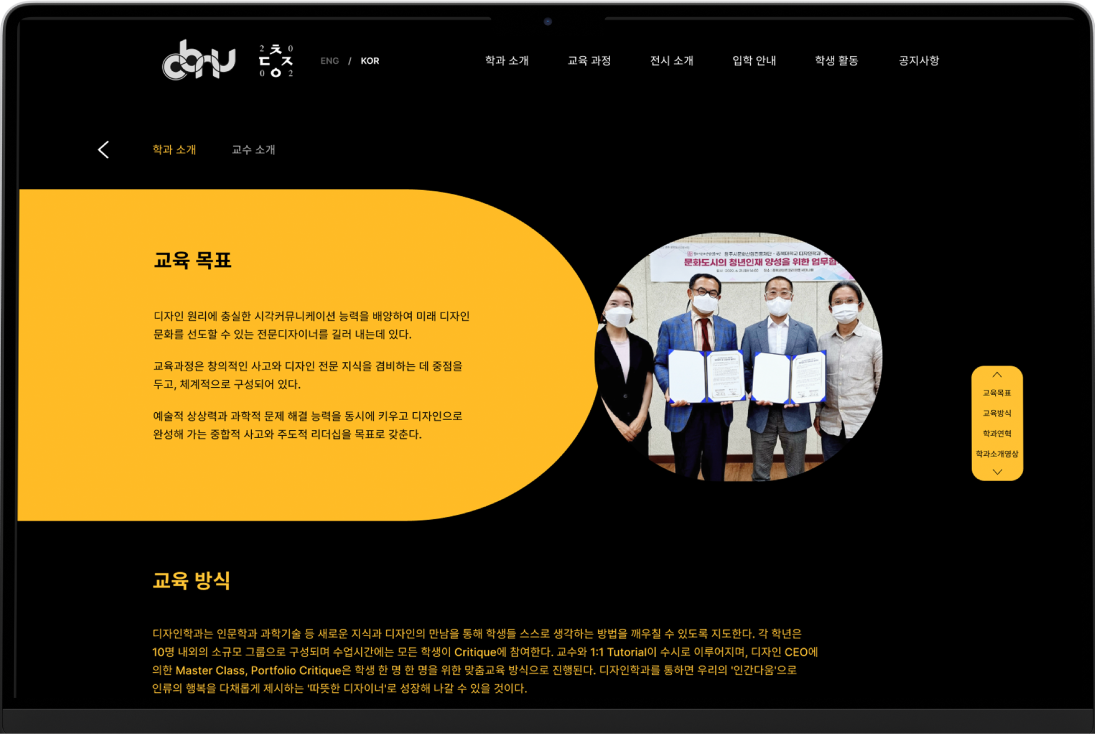 cbnu
2 0
충
ㄷ ㅈ
0 2
ENG / KOR
학과 소개
교육 과정
전시 소개
입학 안내
학생 활동
공지사항
학과 소개
교수 소개
교육 목표
디자인 원리에 충실한 시각커뮤니케이션 능력을 배양하여 미래 디자인
문화를 선도할 수 있는 전문디자이너를 길러 내는데 있다.
교육과정은 창의적인 사고와 디자인 전문 지식을 겸비하는 데 중점을
두고, 체계적으로 구성되어 있다.
예술적 상상력과 과학적 문제 해결 능력을 동시에 키우고 디자인으로
완성해 가는 중합적 사고와 주도적 리더십을 목표로 갖춘다.
문화도시의 청년인재 양성을 위한 업무협
교육목표
교육방식
학과연혁
학과소개영상
교육 방식
디자인학과는 인문학과 과학기술 등 새로운 지식과 디자인의 만남을 통해 학생들 스스로 생각하는 방법을 깨우칠 수 있도록 지도한다. 각 학년은
10명 내외의 소규모 그룹으로 구성되며 수업시간에는 모든 학생이 Critique에 참여한다. 교수와 1:1 Tutorial이 수시로 이루어지며, 디자인 CEO에
의한 Master Class, Portfolio Critique은 학생 한 명 한 명을 위한 맞춤교육 방식으로 진행된다. 디자인학과를 통하면 우리의 '인간다움'으로
인류의 행복을 다채롭게 제시하는 '따뜻한 디자이너'로 성장해 나갈 수 있을 것이다.